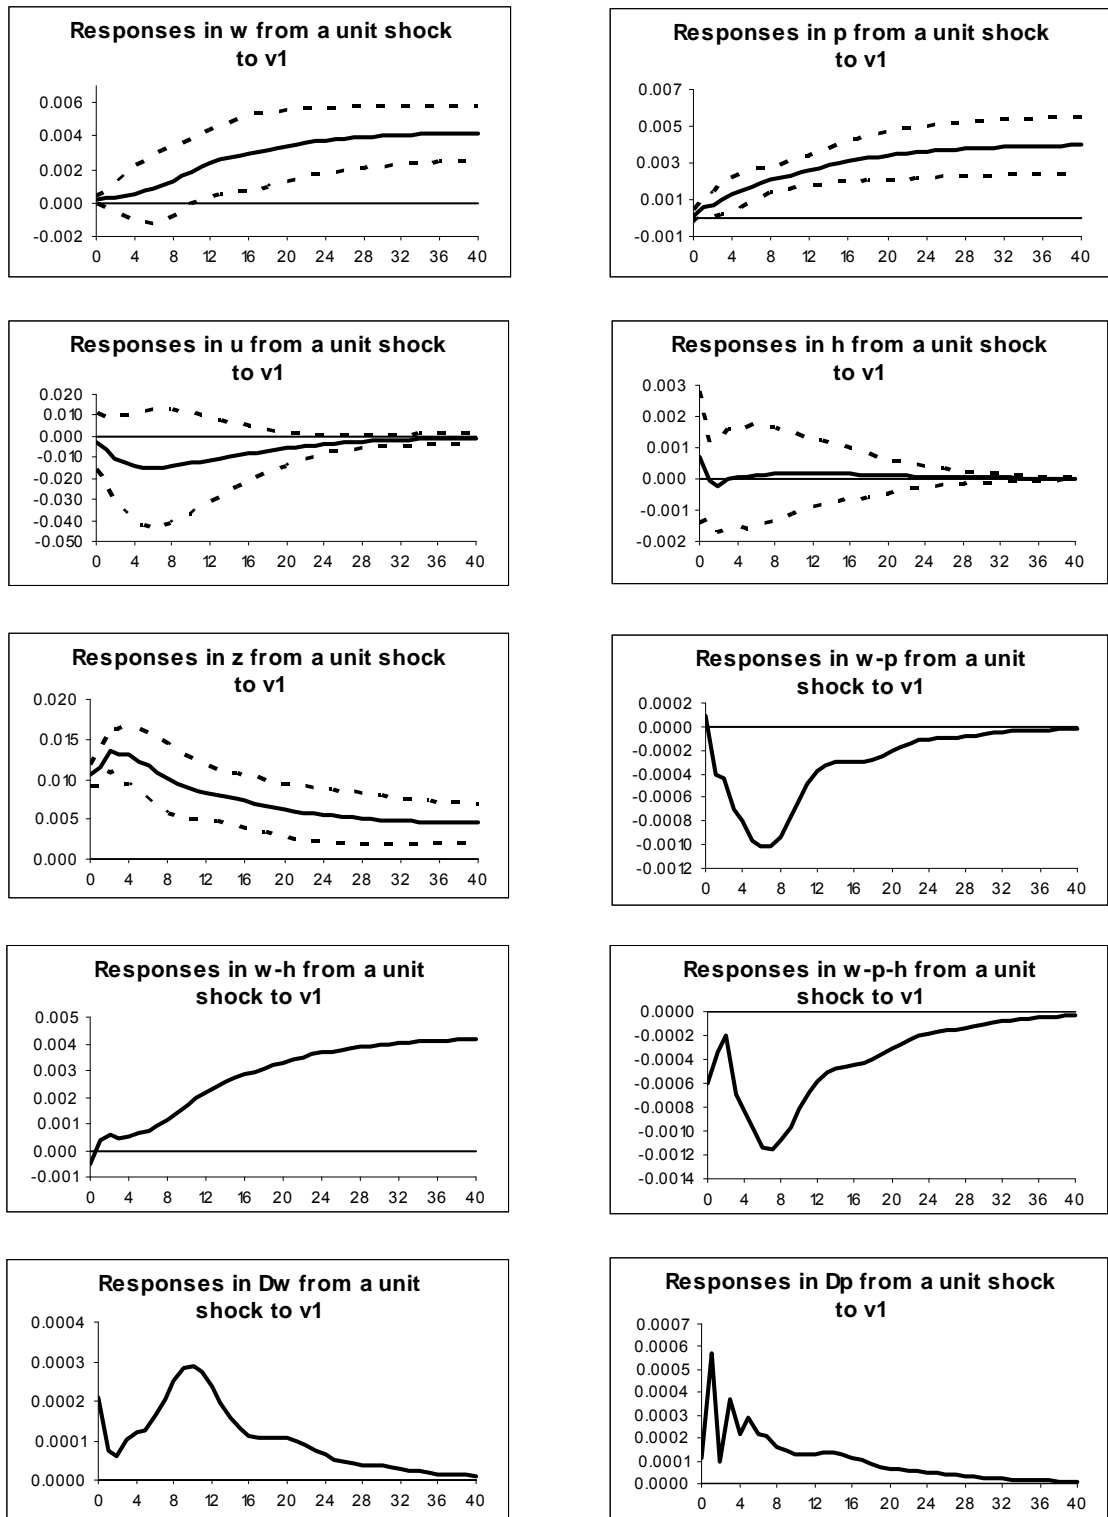 Responses in w from a unit shock
to v1
0.006
0.004
0.002
0.000
-0.002
0 4 8 12 16 20 24 28 32 36 40
Responses in p from a unit shock
to v1
0.007
0.005
0.003
0.001
-0.001
0 4 8 12 16 20 24 28 32 36 40
Responses in u from a unit shock
to v1
0.020
0.010
0.000
-0.010
-0.020
-0.030
-0.040
-0.050
0 4 8 12 16 20 24 28 32 36 40
Responses in h from a unit shock
to v1
0.003
0.002
0.001
0.000
-0.001
-0.002
0 4 8 12 16 20 24 28 32 36 40
Responses in z from a unit shock
to v1
0.020
0.015
0.010
0.005
0.000
0 4 8 12 16 20 24 28 32 36 40
Responses in w-p from a unit
shock to v1
0.0002
0.0000
-0.0002
-0.0004
-0.0006
-0.0008
-0.0010
-0.0012
0 4 8 12 16 20 24 28 32 36 40
Responses in w-h from a unit
shock to v1
0.005
0.004
0.003
0.002
0.001
0.000
-0.001
0 4 8 12 16 20 24 28 32 36 40
Responses in w-p-h from a unit
shock to v1
0.0000
-0.0002
-0.0004
-0.0006
-0.0008
-0.0010
-0.0012
-0.0014
0 4 8 12 16 20 24 28 32 36 40
Responses in Dw from a unit
shock to v1
0.0004
0.0003
0.0002
0.0001
0.0000
0 4 8 12 16 20 24 28 32 36 40
Responses in Dp from a unit shock
to v1
0.0007
0.0006
0.0005
0.0004
0.0003
0.0002
0.0001
0.0000
0 4 8 12 16 20 24 28 32 36 40